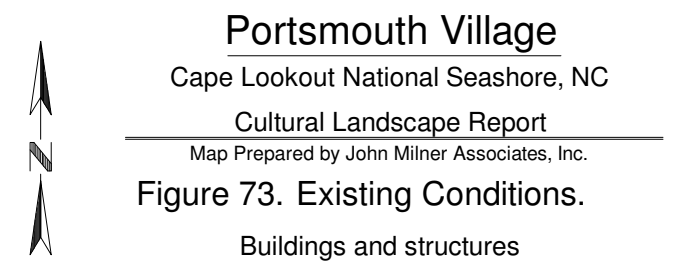 Portsmouth Village
Cape Lookout National Seashore, NC
Cultural Landscape Report
Map Prepared by John Milner Associates, Inc.
N
Figure 73. Existing Conditions.
Buildings and structures